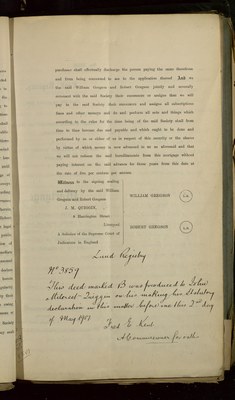 purchaser shall effectually discharge the person paying the same therefrom
and from being concerned to see to the application thereof And we
the said William Gregson and Robert Gregson jointly and severally
covenant with the said Society their successors or assigns that we will
pay to the said Society their successors and assigns all subscriptions
fines and other moneys and do and perform all acts and things which
according to the rules for the time being of the said Society shall from
time to time become due and payable and which ought to be done and
performed by us or either of us in respect of this security or the shares
by virtue of which moneys is now advanced to us as aforesaid and that
we will not redeem the said hereditaments from this mortgage without
paying interest on the said advance for three years from this date at
the rate of five per centum per annum
Witness to the signing sealing
and delivery by the said William
Gregson and Robert Gregson
J. M. QUIGGIN,
Harrington Street
Liverpool
A Solicitor of the Supreme Court of
Judicature in England
WILLIAM GREGSON
L.S.
ROBERT GREGSON
L.S.
Land Registry
No 3859
This deed marked B was produced to John
Quiggin on his making his Statutory
declaration in this matter before me this 3rd day
of May 1901
Fred E
A Commissioner for oaths